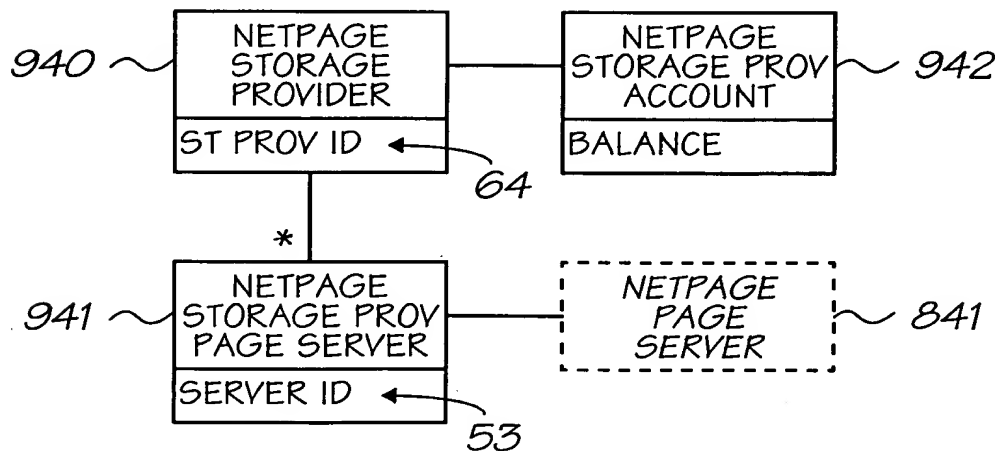 940
NETPAGE
STORAGE
PROVIDER
ST PROV ID
64
NETPAGE
STORAGE PROV
ACCOUNT
BALANCE
942
*
941
NETPAGE
STORAGE PROV
PAGE SERVER
SERVER ID
53
NETPAGE
PAGE
SERVER
841